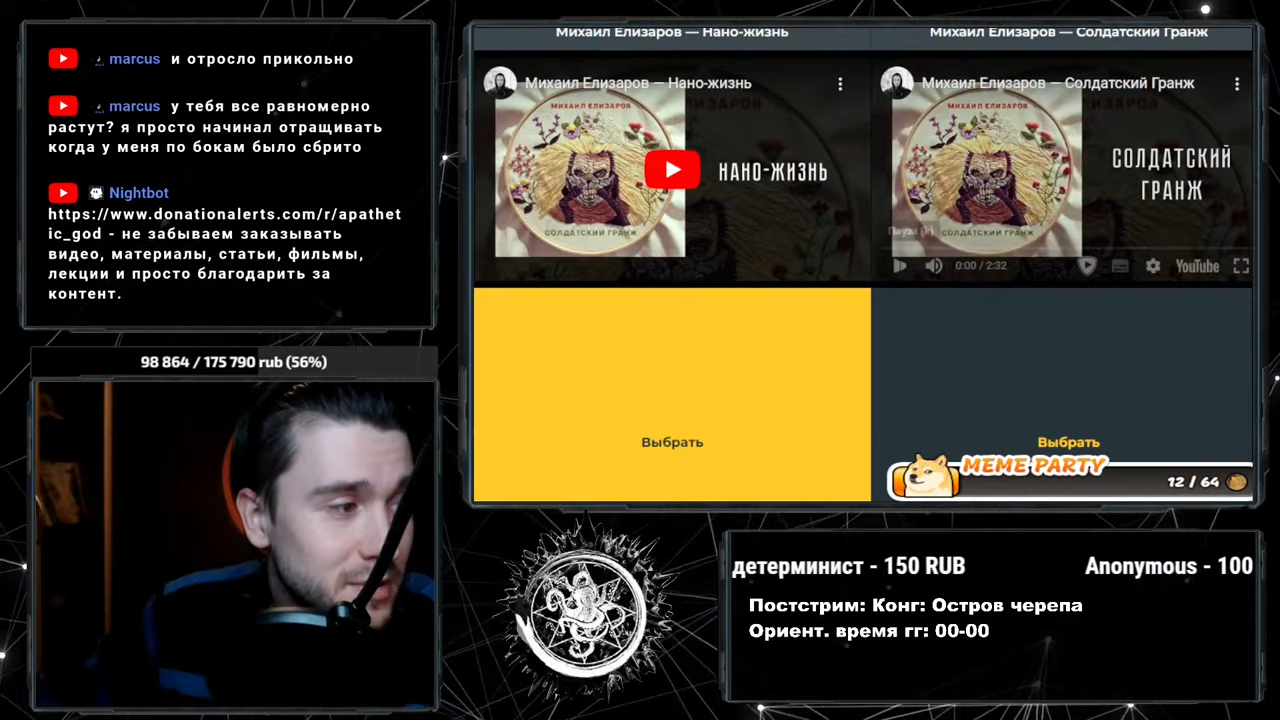 marcus и отросло прикольно
marcus у тебя все равномерно
растут? я просто начинал отращивать
когда у меня по бокам было сбрито
Nightbot
https://www.donationalerts.com/r/apathet
ic_god - не забываем заказывать
видео, материалы, статьи, фильмы,
лекции и просто благодарить за
контент.
98 864 / 175 790 rub (56%)
Михаил Елизаров — Нано-жизнь
Михаил Елизаров — Солдатский Гранж
Михаил Елизаров — Нано-жизнь
МИХАИЛ ЕЛИЗАРОВ
НАНО-ЖИЗНЬ
СОЛДАТСКИЙ ГРАНЖ
Михаил Елизаров — Солдатский Гранж
МИХАИЛ ЕЛИЗАРОВ
СОЛДАТСКИЙ
ГРАНЖ
СОЛДАТСКИЙ ГРАНЖ
Пауза
0:00 / 2:32
YouTube
Выбрать
Выбрать
MEME PARTY
12 / 64
детерминист - 150 RUB
Anonymous - 100
Постстрим: Конг: Остров черепа
Ориент. время гг: 00-00